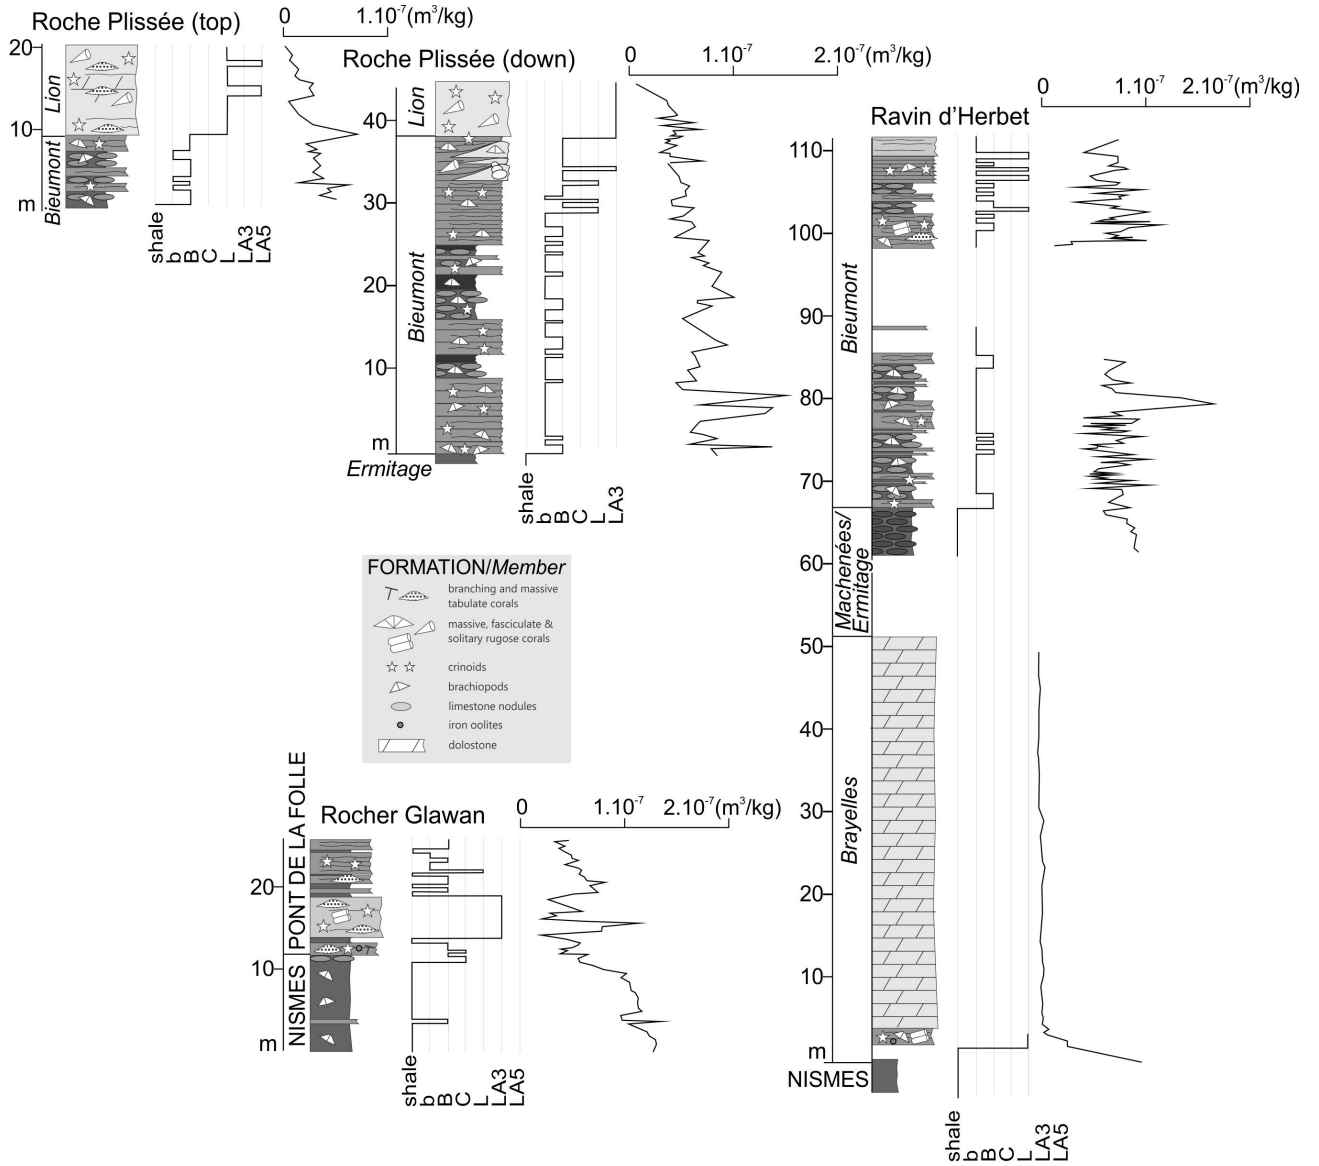 Roche Plissée (top)
0
1.10⁻⁷(m³/kg)
20
10
m
Lion
Bieumont
shale
b
B
C
L
LA3
LA5
Roche Plissée (down)
0
1.10⁻⁷
2.10⁻⁷(m³/kg)
40
30
20
10
m
Lion
Bieumont
Ermitage
shale
b
B
C
L
LA3
Ravin d'Herbet
0
1.10⁻⁷
2.10⁻⁷(m³/kg)
110
100
90
80
70
60
50
40
30
20
10
m
Bieumont
Machenées/
Ermitage
Brayelles
NISMES
shale
b
B
C
L
LA3
LA5
FORMATION/Member
branching and massive
tabulate corals
massive, fasciculate &
solitary rugose corals
crinoids
brachiopods
limestone nodules
iron oolites
dolostone
Rocher Glawan
0
1.10⁻⁷
2.10⁻⁷(m³/kg)
20
10
m
PONT DE LA FOLLE
NISMES
shale
b
B
C
L
LA3
LA5